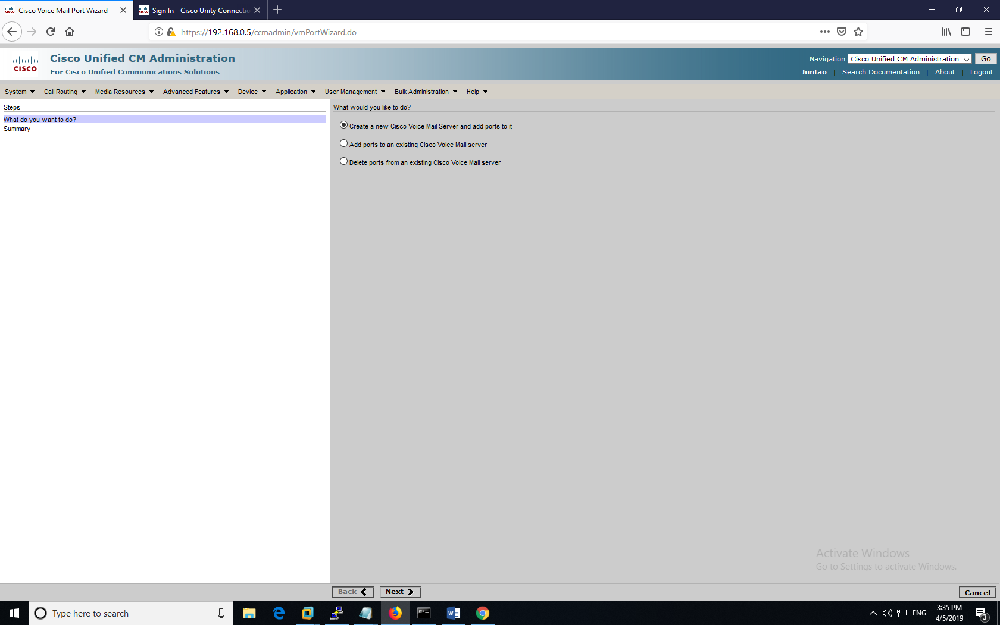 Cisco Voice Mail Port Wizard
Sign In - Cisco Unity Connectio
https://192.168.0.5/ccmadmin/vmPortWizard.do
cisco
Cisco Unified CM Administration
For Cisco Unified Communications Solutions
Navigation Cisco Unified CM Administration Go
Juntao | Search Documentation | About | Logout
System Call Routing Media Resources Advanced Features Device Application User Management Bulk Administration Help
Steps
What do you want to do?
Summary
What would you like to do?
Create a new Cisco Voice Mail Server and add ports to it
Add ports to an existing Cisco Voice Mail server
Delete ports from an existing Cisco Voice Mail server
Activate Windows
Go to Settings to activate Windows.
Back Next Cancel
Type here to search
ENG
3:35 PM
4/5/2019
3